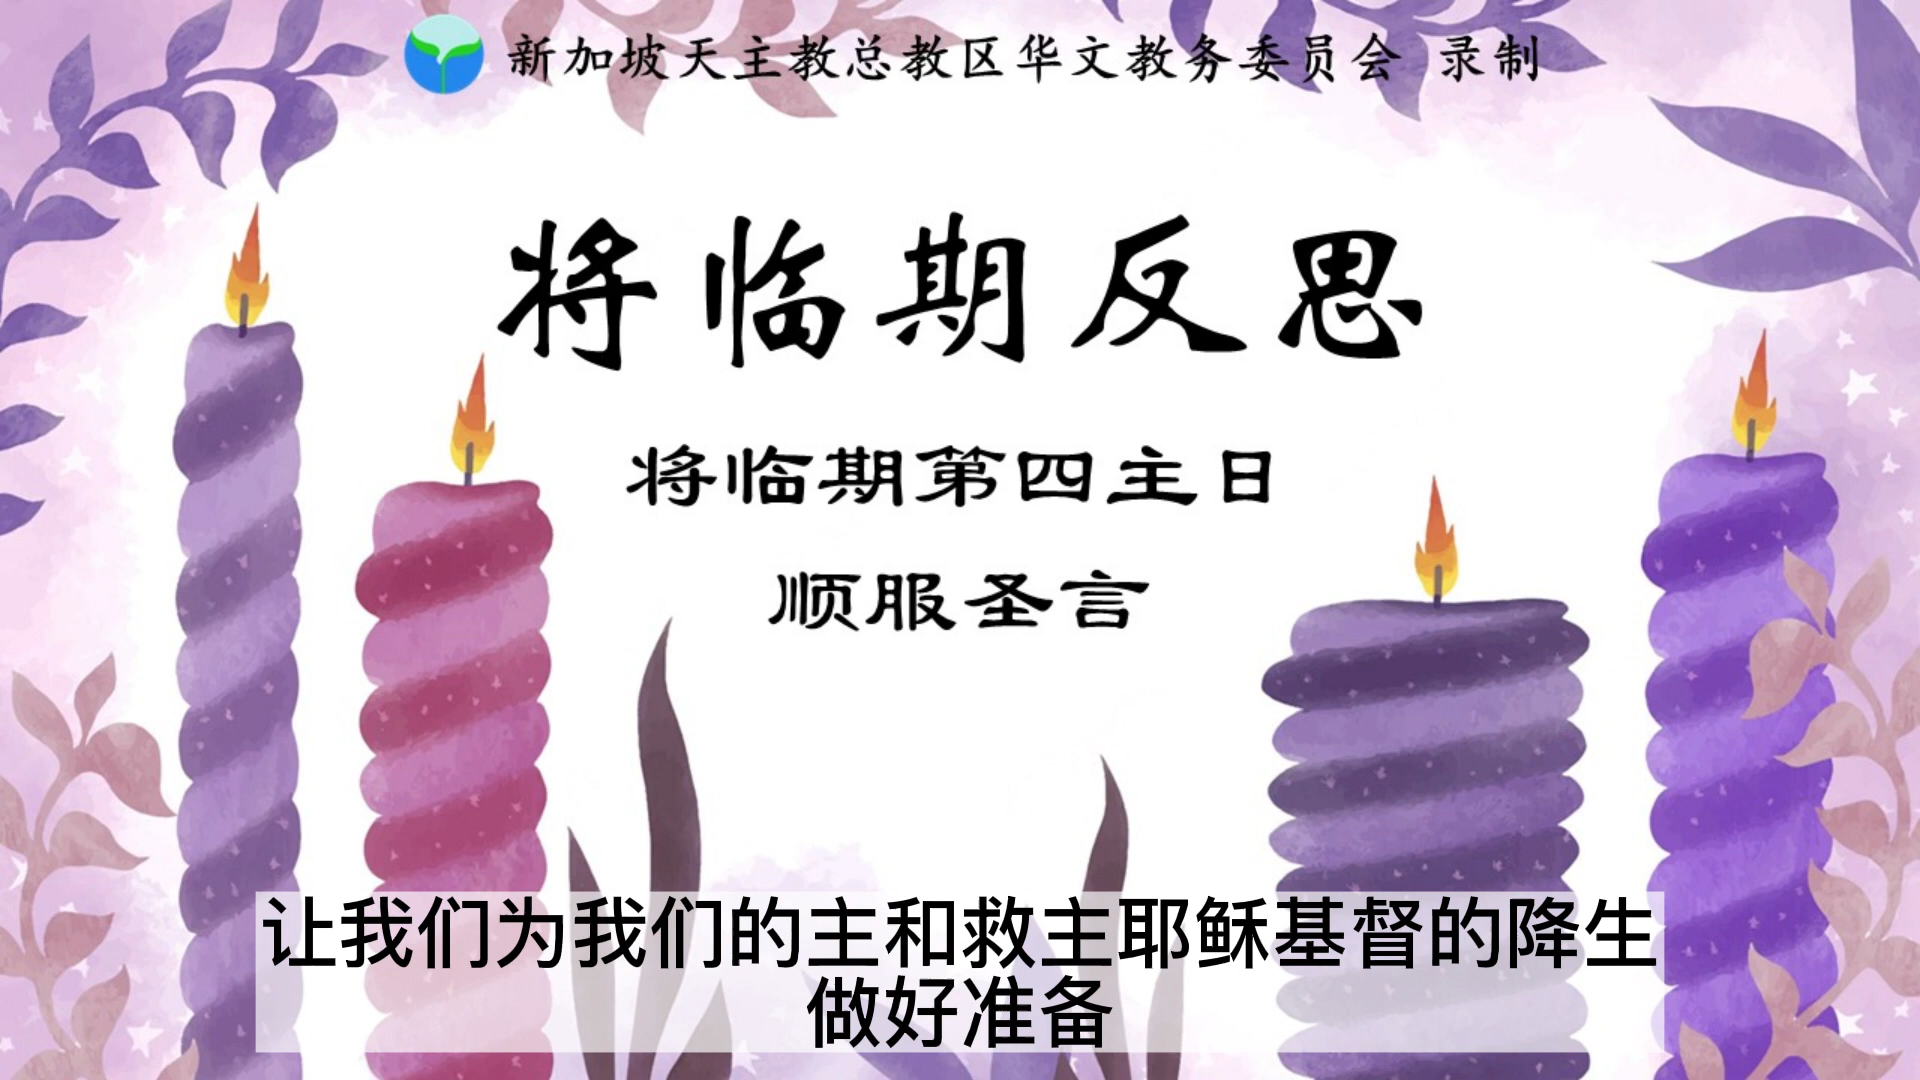 新加坡天主教总教区华文教务委员会 录制
将临期反思
将临期第四主日
顺服圣言
让我们为我们的主和救主耶稣基督的降生
做好准备